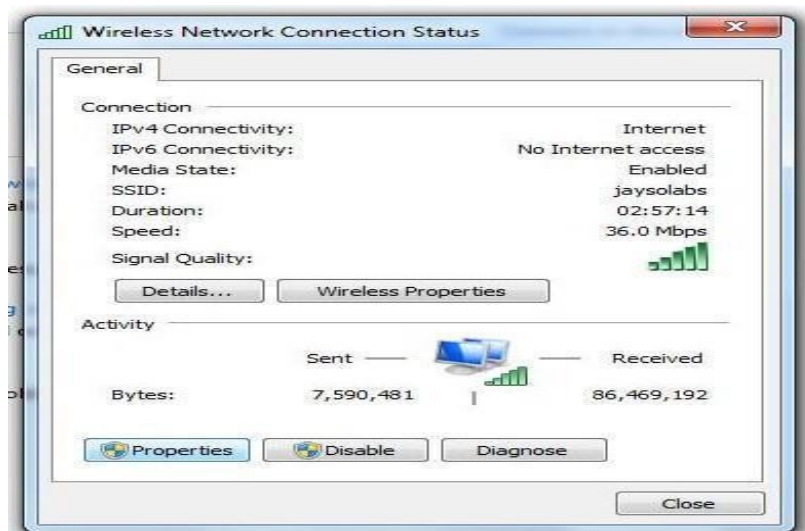 Wireless Network Connection Status
General
Connection
IPv4 Connectivity: Internet
IPv6 Connectivity: No Internet access
Media State: Enabled
SSID: jaysolabs
Duration: 02:57:14
Speed: 36.0 Mbps
Signal Quality:
Details... Wireless Properties
Activity
Sent Received
Bytes: 7,590,481 86,469,192
Properties Disable Diagnose
Close